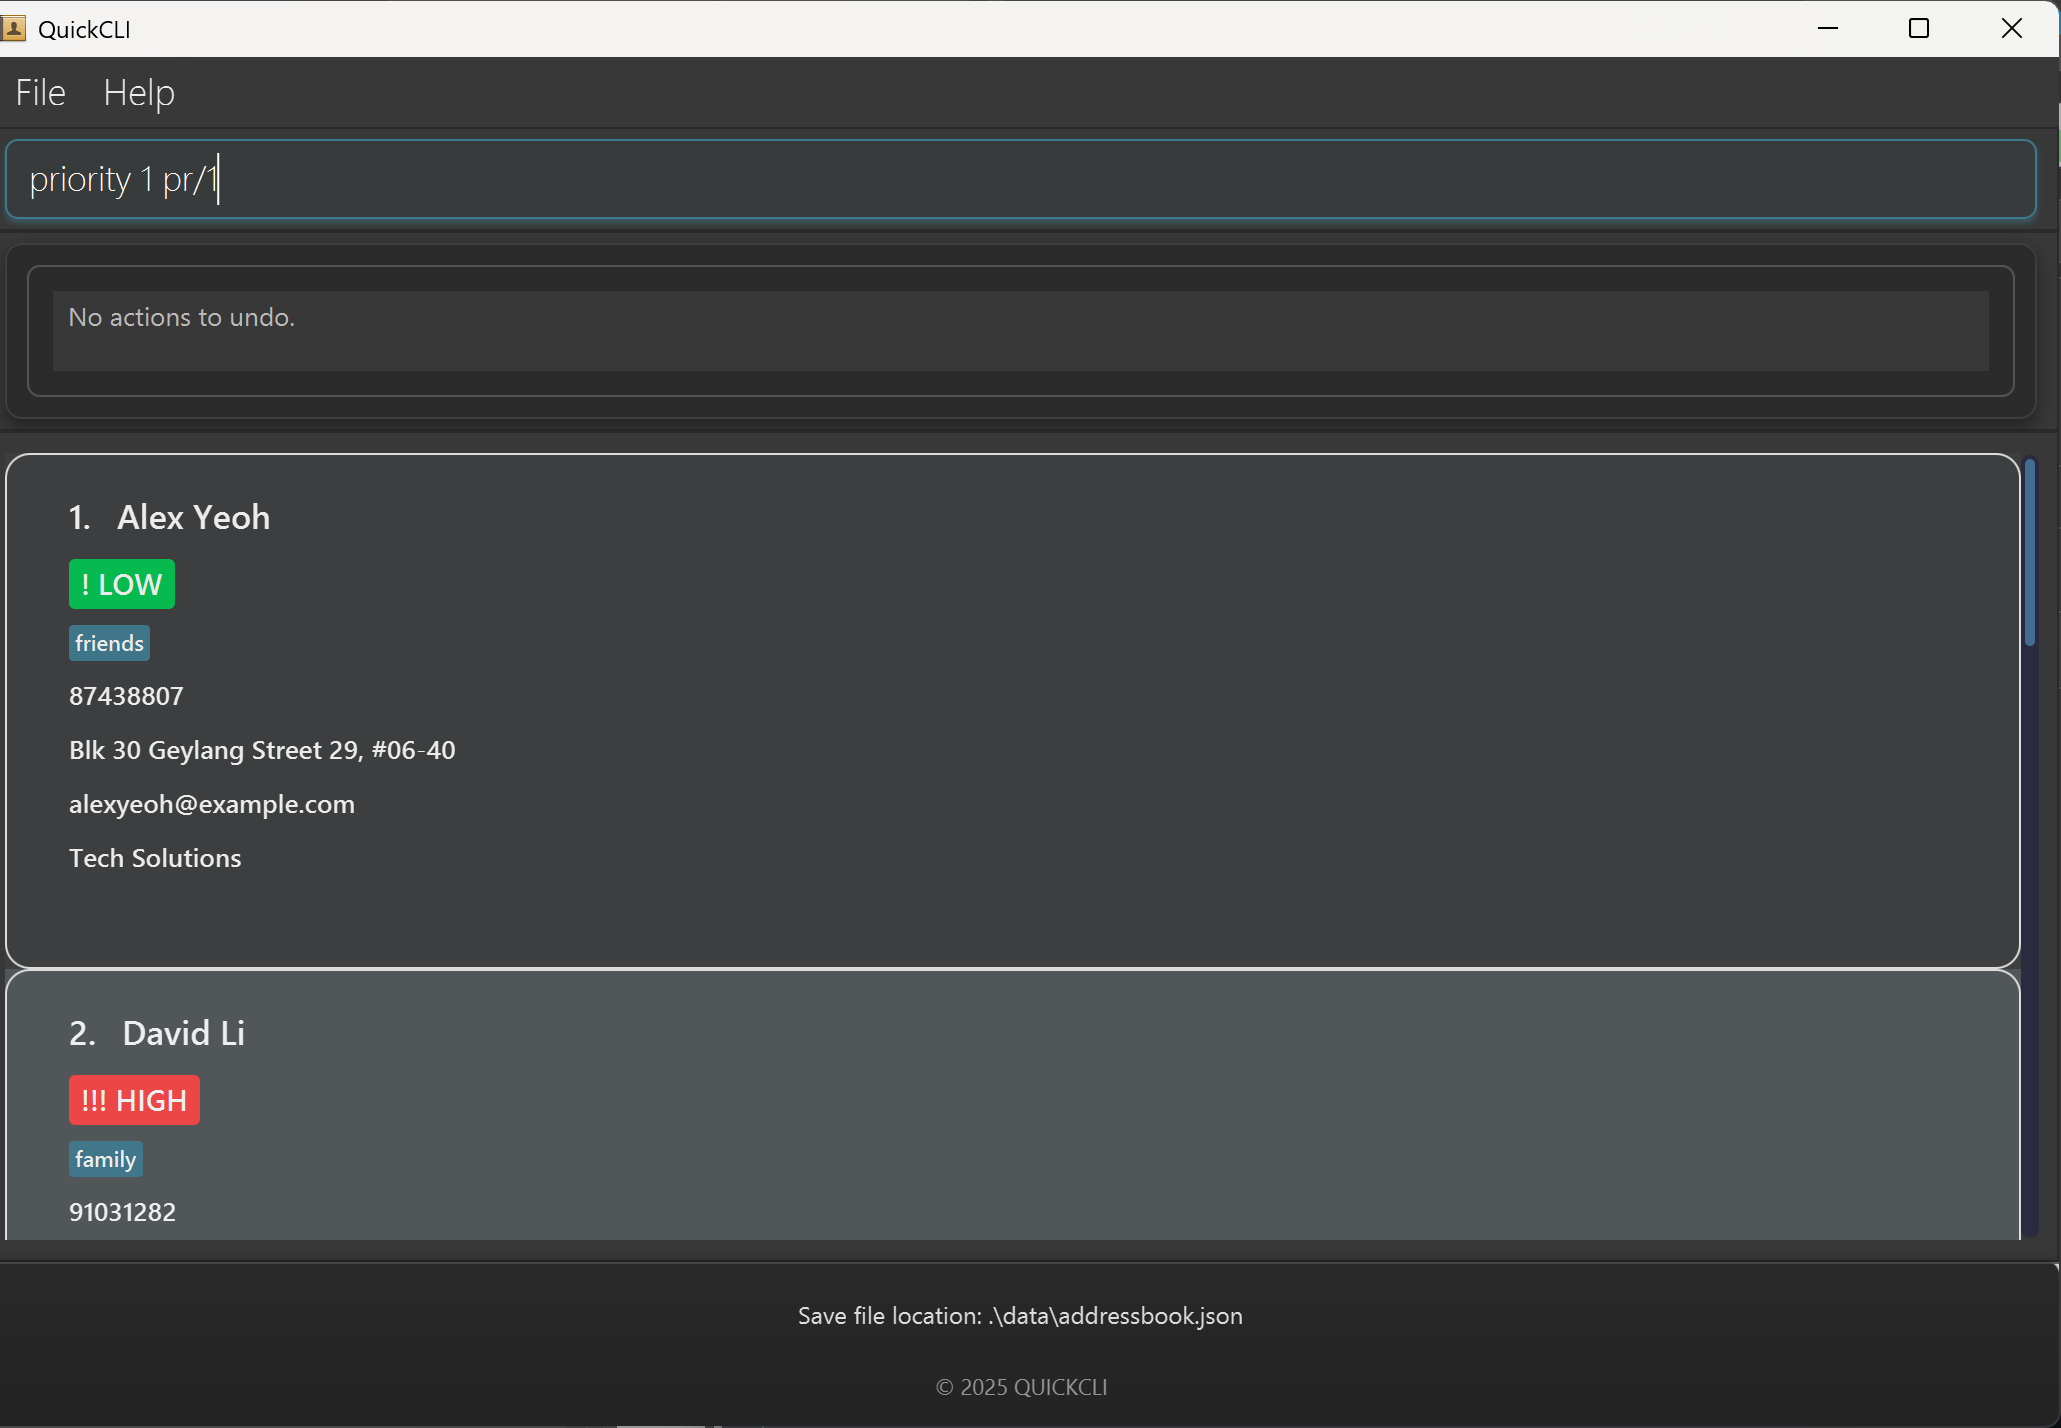 QuickCLI
File Help
priority 1 pr/1
No actions to undo.
1. Alex Yeoh
! LOW
friends
87438807
Blk 30 Geylang Street 29, #06-40
alexyeoh@example.com
Tech Solutions
2. David Li
!!! HIGH
family
91031282
Save file location: .\data\addressbook.json
© 2025 QUICKCLI